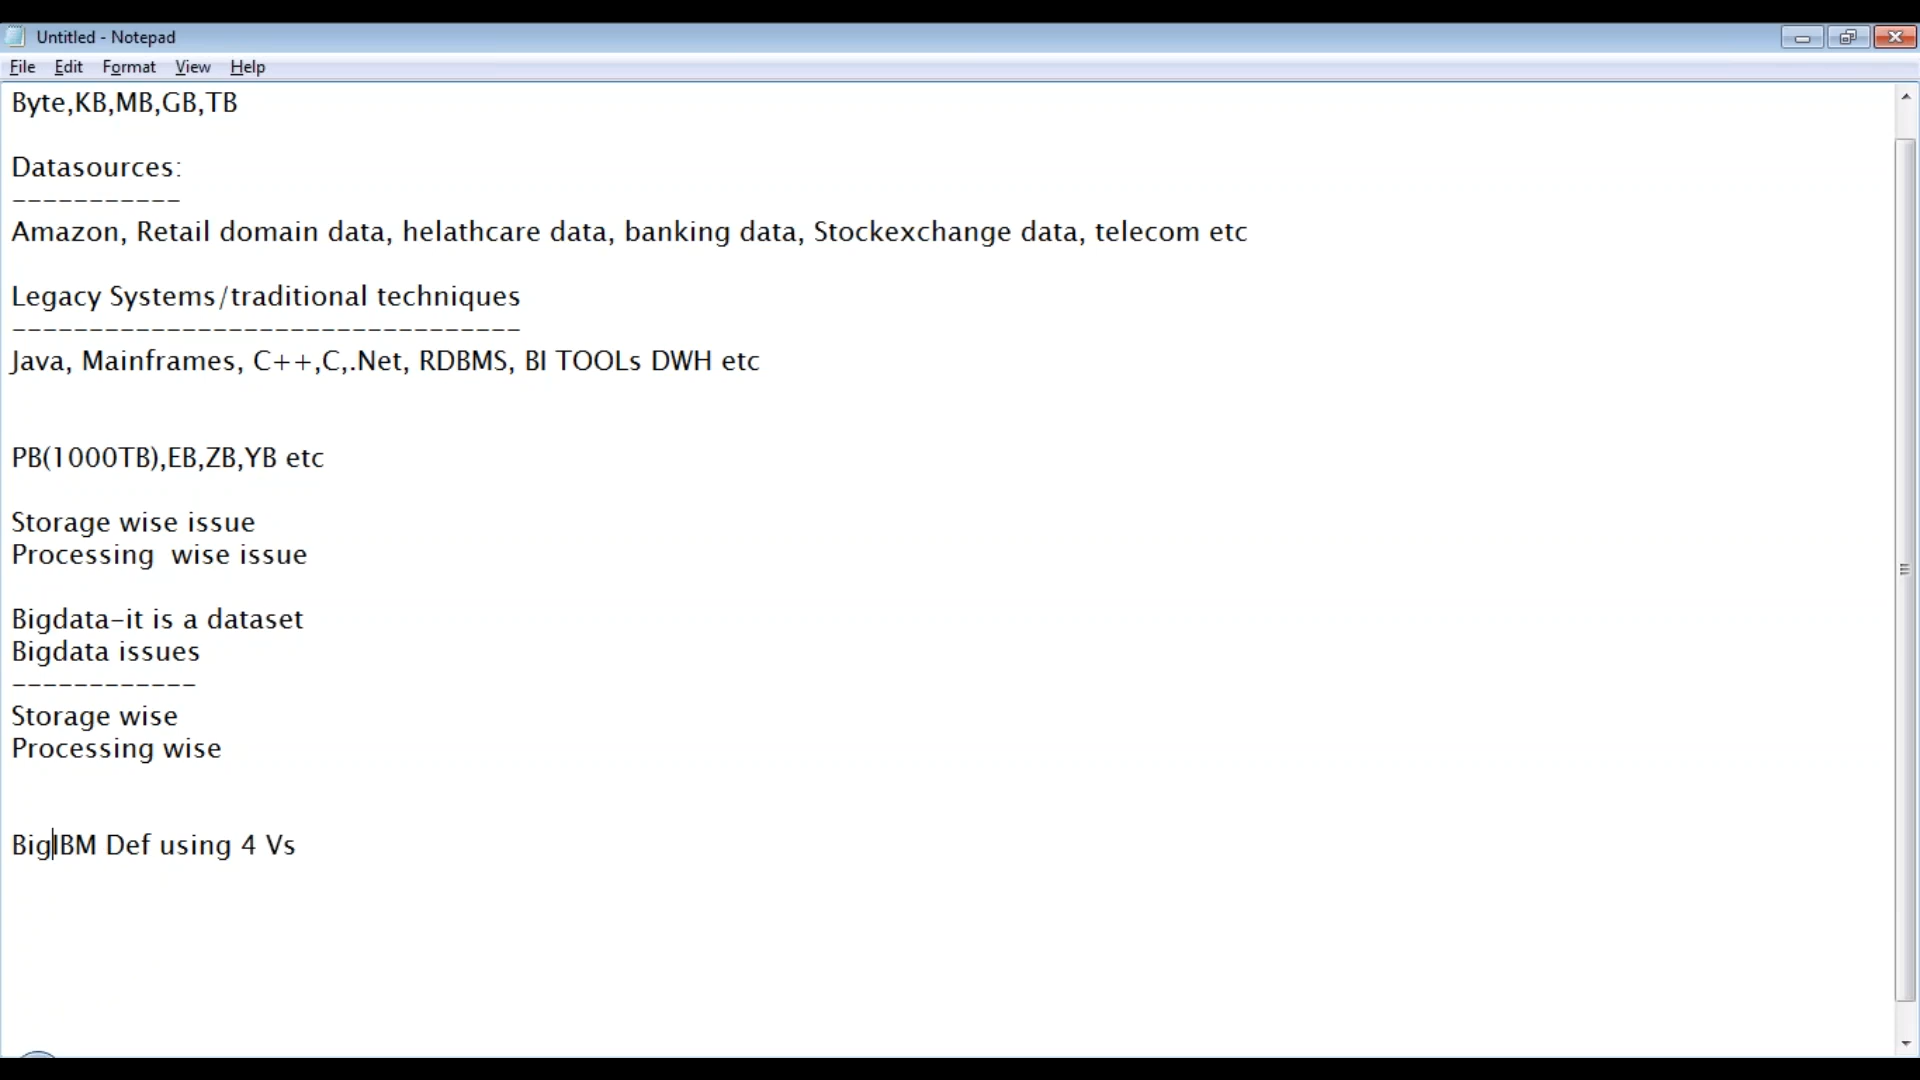 Untitled - Notepad
File Edit Format View Help
Byte,KB,MB,GB,TB
Datasources:
-----------
Amazon, Retail domain data, helathcare data, banking data, Stockexchange data, telecom etc
Legacy Systems/traditional techniques
---------------------------------
Java, Mainframes, C++,C,.Net, RDBMS, BI TOOLs DWH etc
PB(1000TB),EB,ZB,YB etc
Storage wise issue
Processing  wise issue
Bigdata-it is a dataset
Bigdata issues
------------
Storage wise
Processing wise
BigIBM Def using 4 Vs